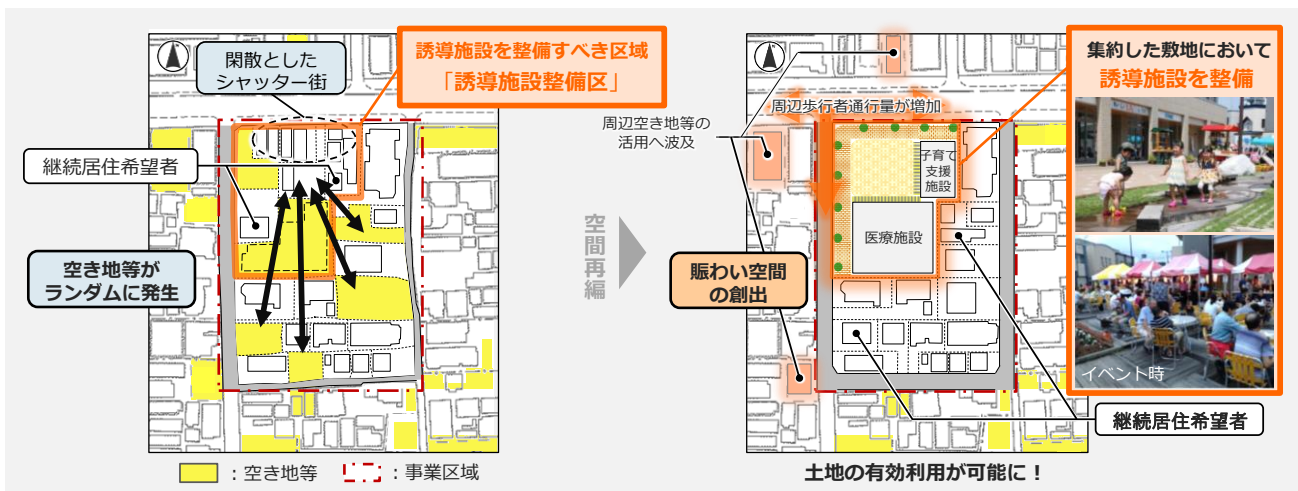 閑散とした
シャッター街
誘導施設を整備すべき区域
「誘導施設整備区」
継続居住希望者
空き地等が
ランダムに発生
：空き地等
：事業区域
空間再編
周辺歩行者通行量が増加
周辺空き地等の
活用へ波及
子育て
支援
施設
医療施設
賑わい空間
の創出
集約した敷地において
誘導施設を整備
イベント時
継続居住希望者
土地の有効利用が可能に！